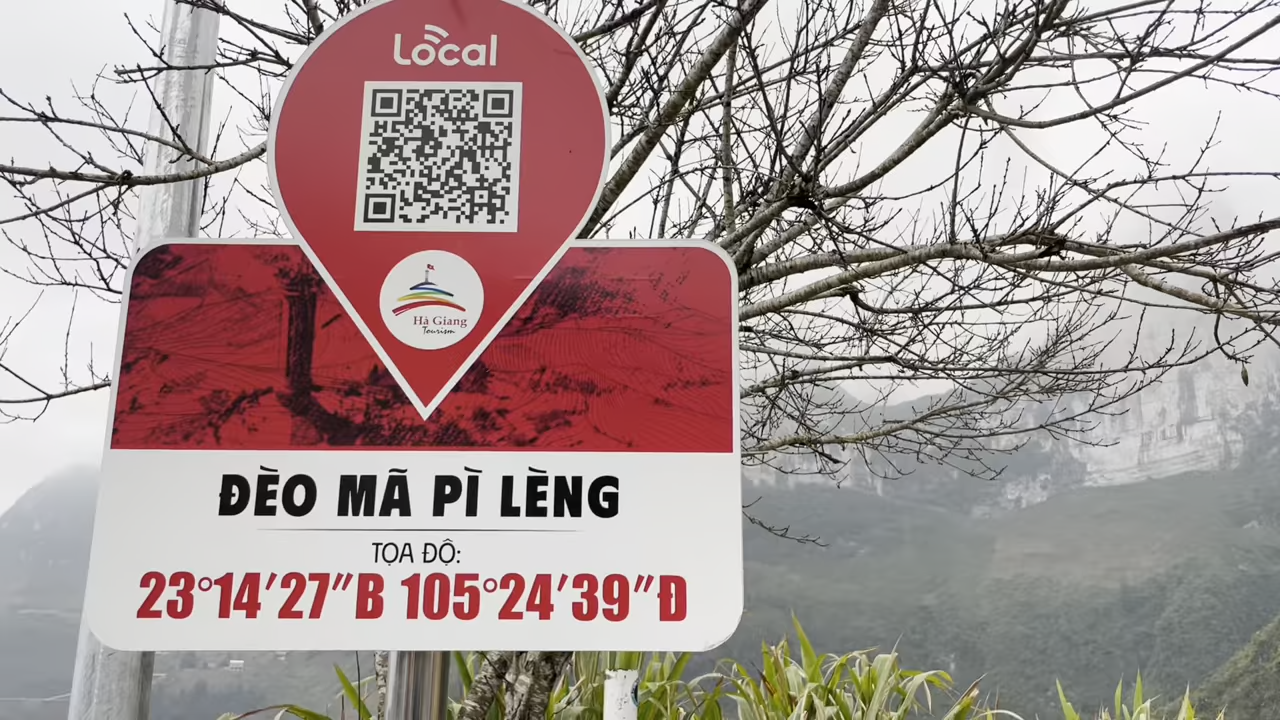 Local
Hà Giang
Tourism
ĐÈO MÃ PÌ LÈNG
TỌA ĐỘ:
23°14′27″B 105°24′39″Đ